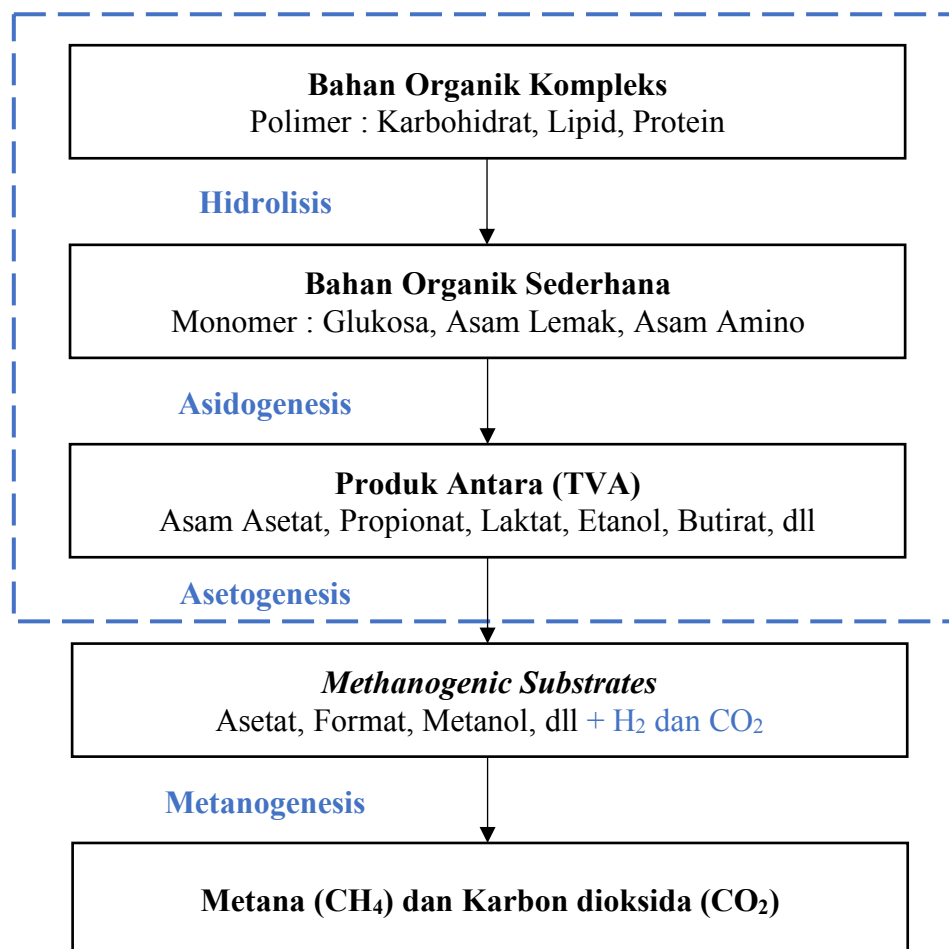 Bahan Organik Kompleks
Polimer : Karbohidrat, Lipid, Protein
Hidrolisis
Bahan Organik Sederhana
Monomer : Glukosa, Asam Lemak, Asam Amino
Asidogenesis
Produk Antara (TVA)
Asam Asetat, Propionat, Laktat, Etanol, Butirat, dll
Asetogenesis
Methanogenic Substrates
Asetat, Format, Metanol, dll + H₂ dan CO₂
Metanogenesis
Metana (CH₄) dan Karbon dioksida (CO₂)